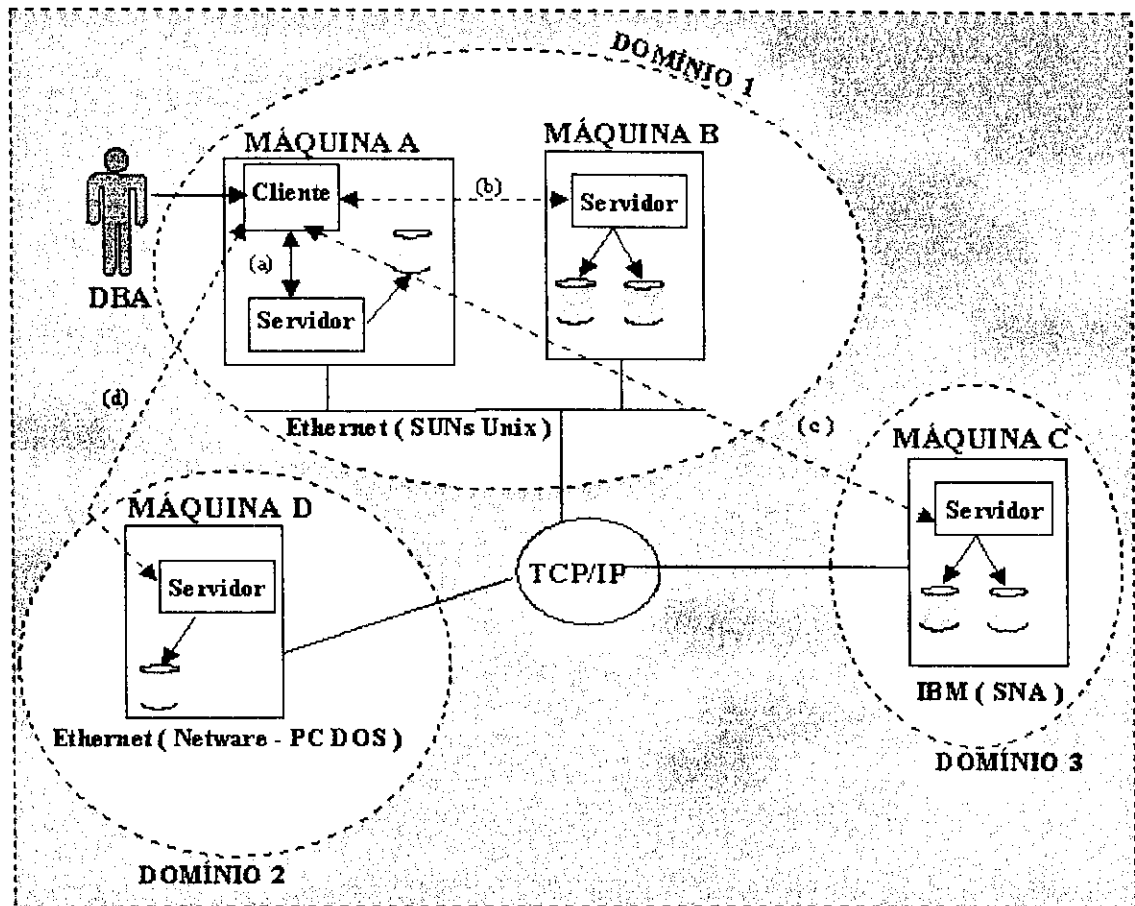 DOMÍNIO 1
MÁQUINA A
MÁQUINA B
Cliente
(b)
Servidor
(a)
DBA
Servidor
(d)
Ethernet ( SUNs Unix )
(c)
MÁQUINA C
MÁQUINA D
Servidor
Servidor
TCP/IP
IBM ( SNA )
Ethernet ( Netware - PC DOS )
DOMÍNIO 3
DOMÍNIO 2